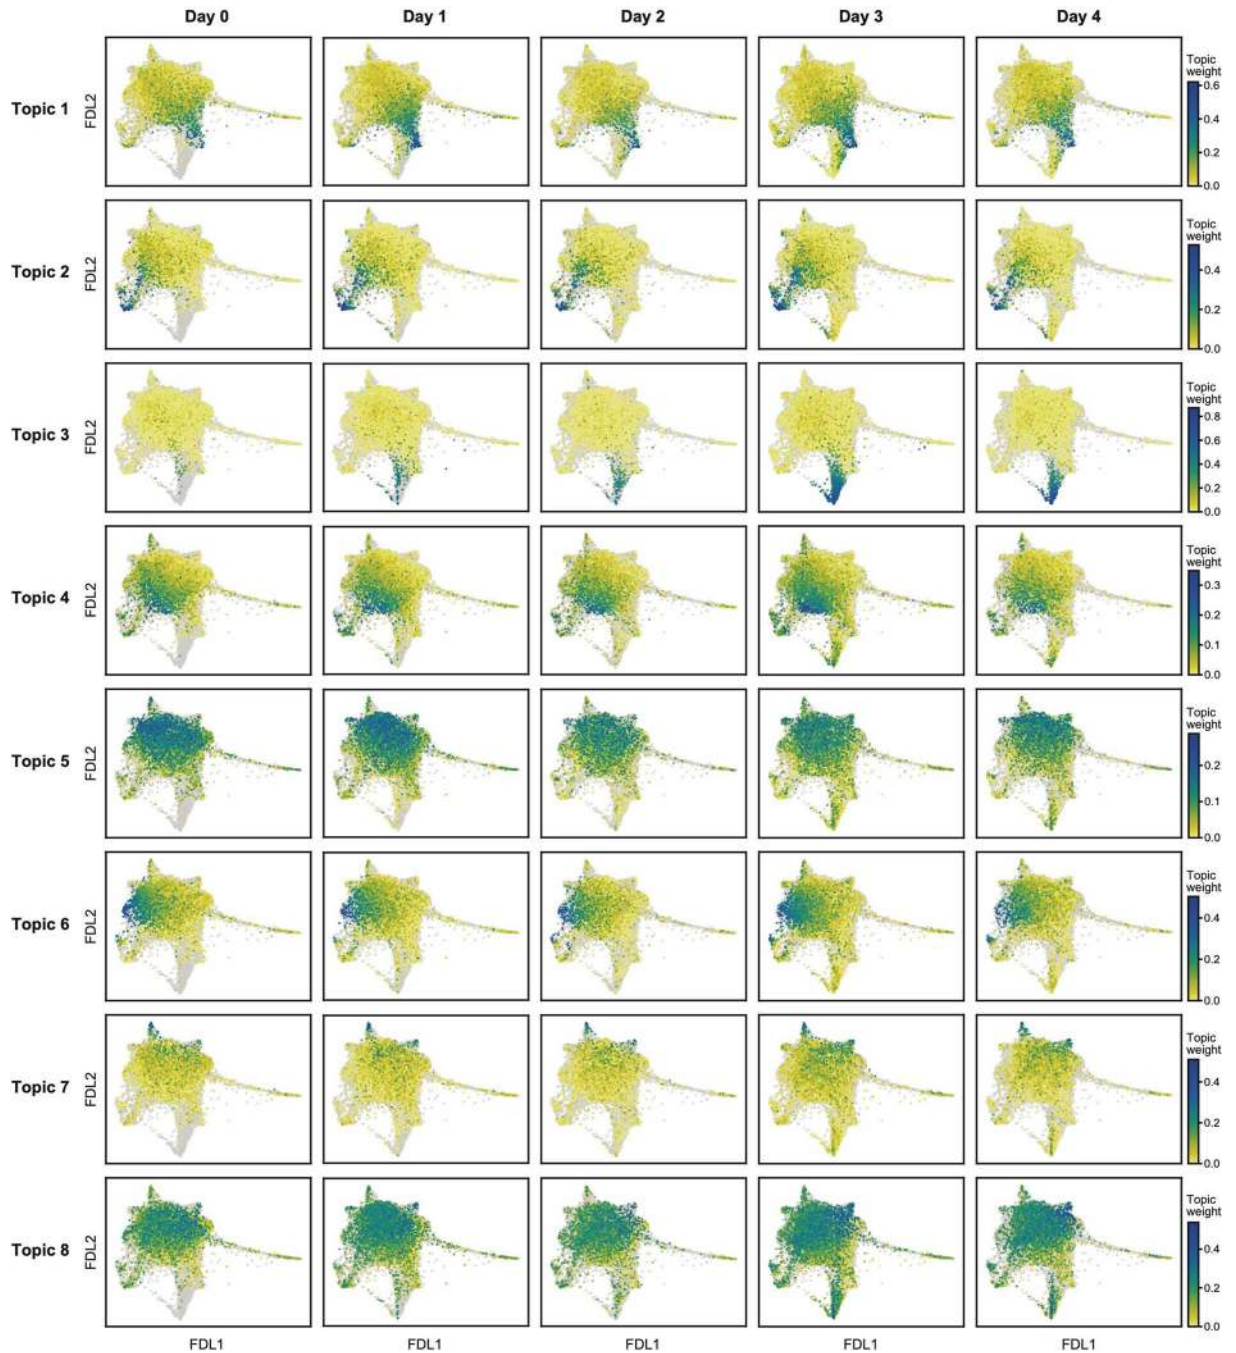 Day 0 Day 1 Day 2 Day 3 Day 4
Topic 1
FDL2
Topic
weight
0.6
0.4
0.2
0.0
Topic 2
FDL2
Topic
weight
0.4
0.2
0.0
Topic 3
FDL2
Topic
weight
0.8
0.6
0.4
0.2
0.0
Topic 4
FDL2
Topic
weight
0.3
0.2
0.1
0.0
Topic 5
FDL2
Topic
weight
0.2
0.1
0.0
Topic 6
FDL2
Topic
weight
0.4
0.2
0.0
Topic 7
FDL2
Topic
weight
0.4
0.2
0.0
Topic 8
FDL2
Topic
weight
0.4
0.2
0.0
FDL1 FDL1 FDL1 FDL1 FDL1